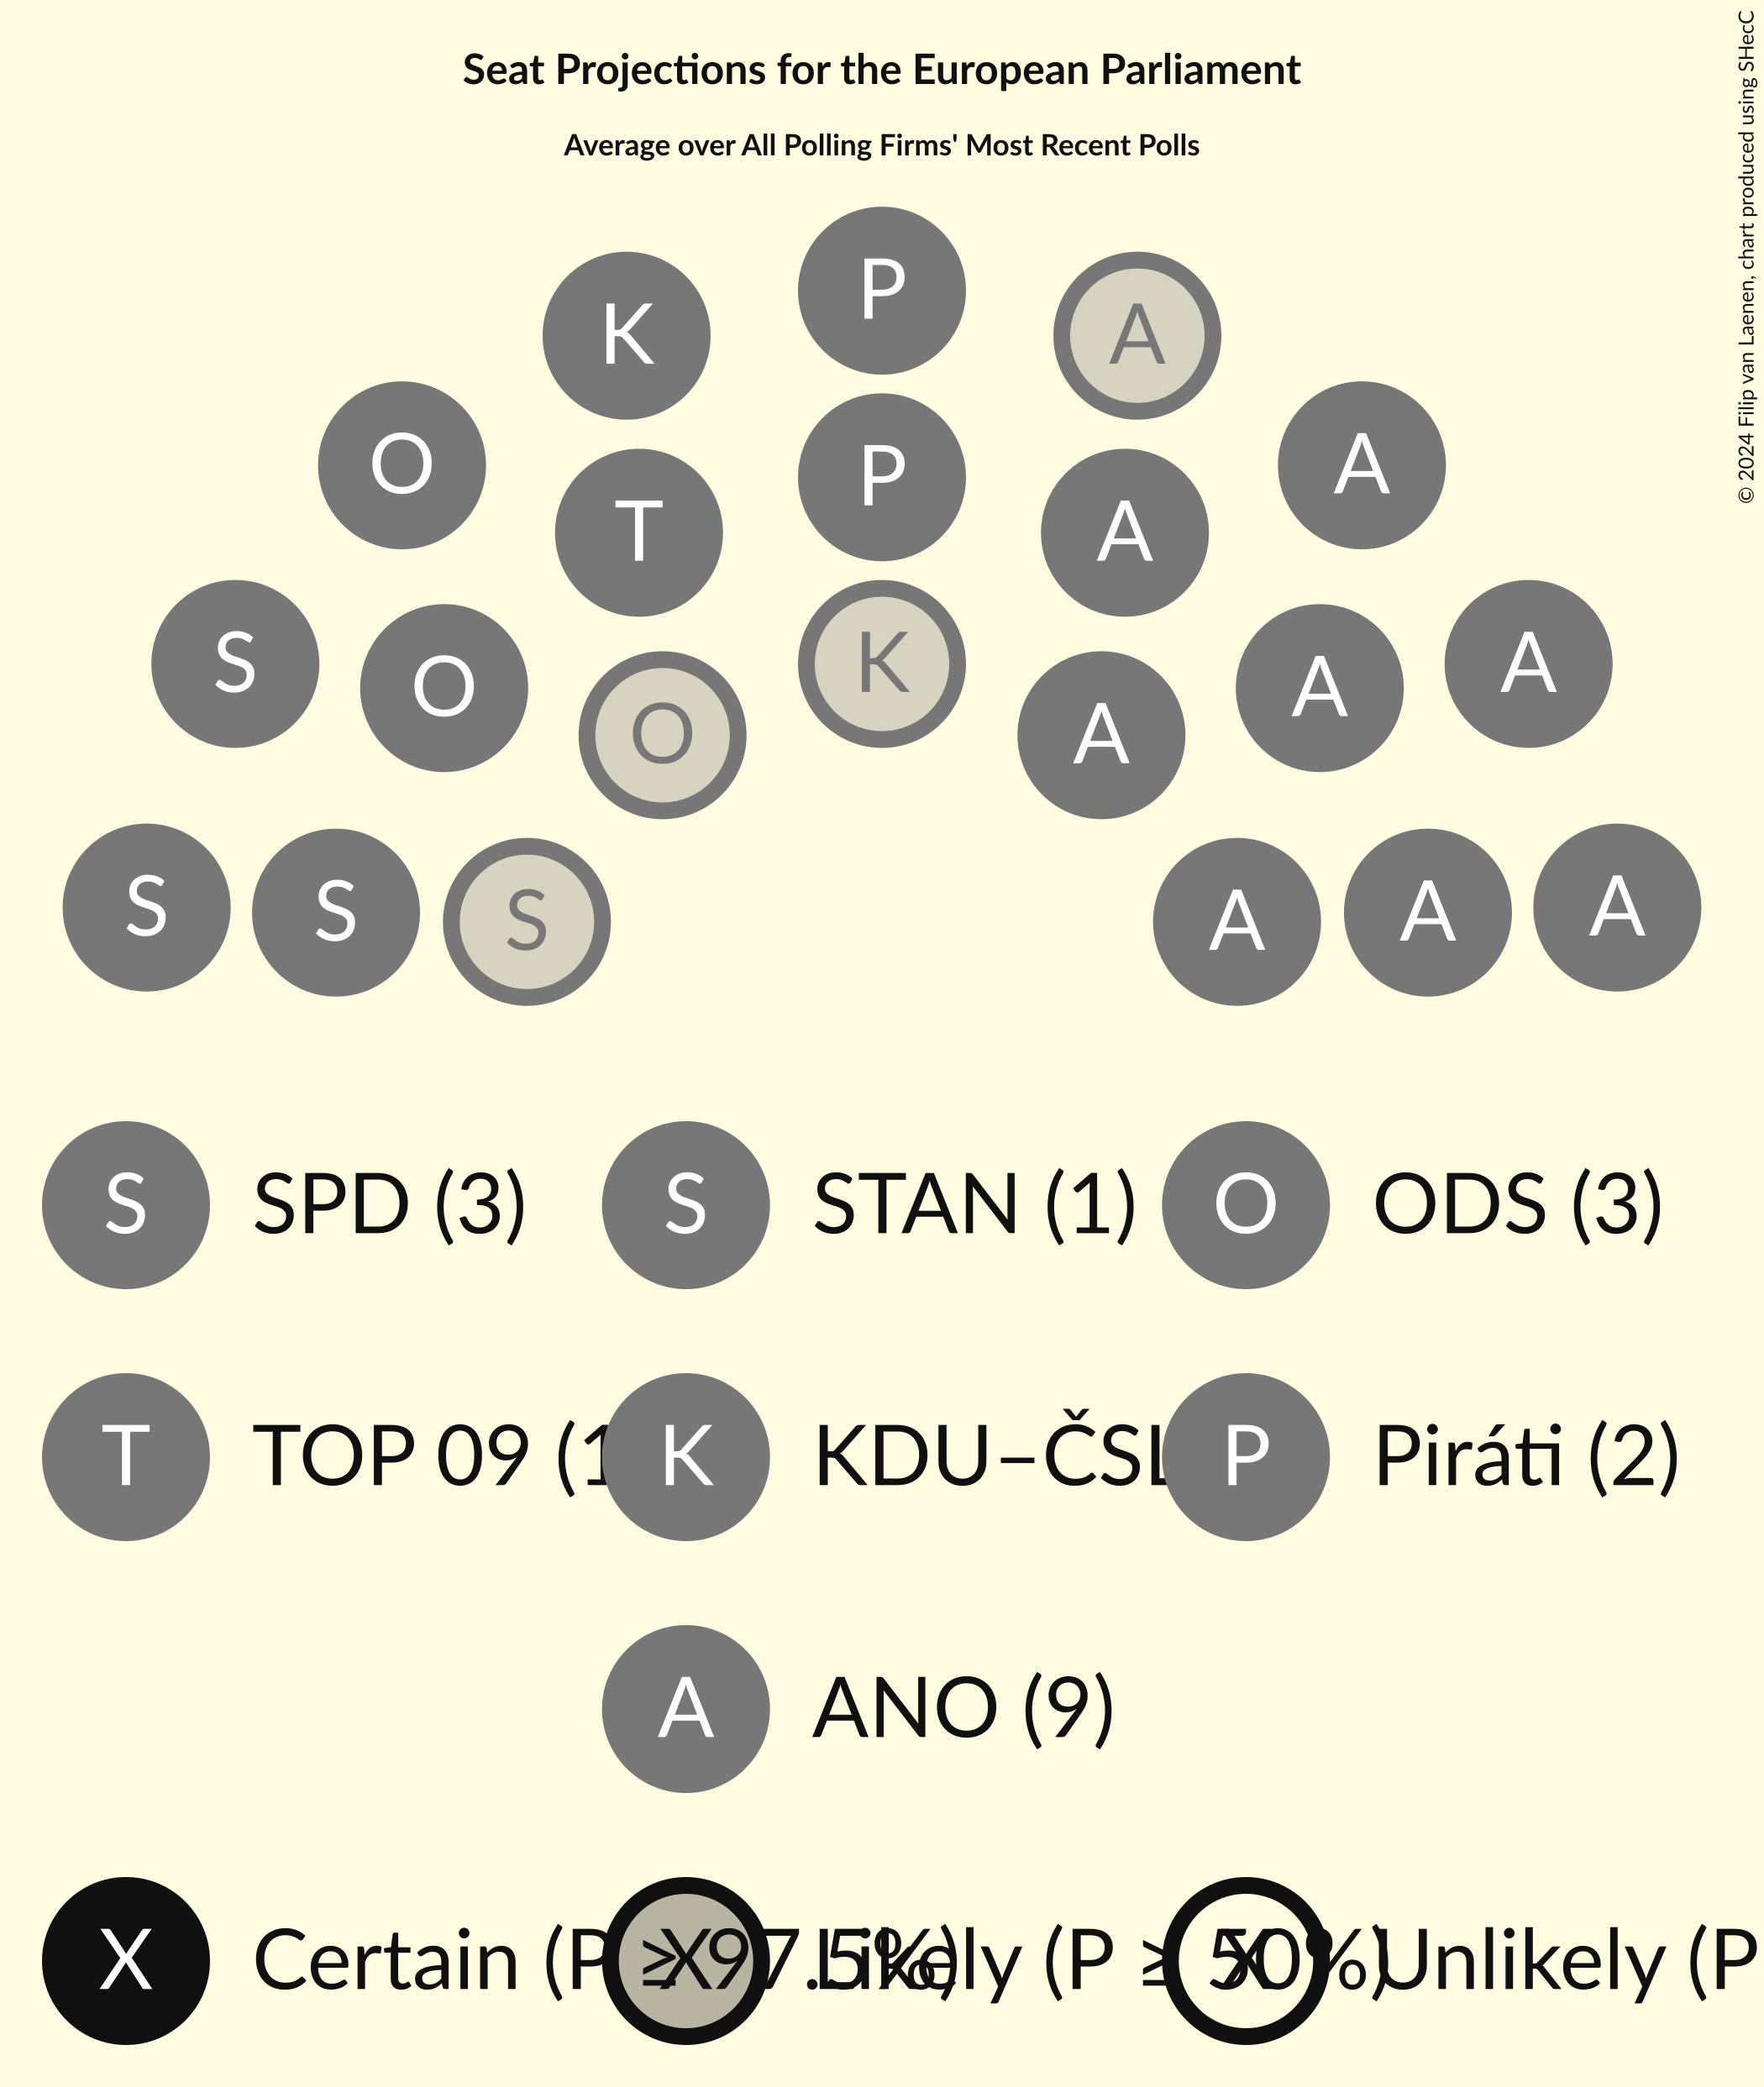 Seat Projections for the European Parliament
Average over All Polling Firms' Most Recent Polls
© 2024 Filip van Laenen, chart produced using SHecC
P
K A
O A
P
T A
S K A
O A
O A
S A
S A
S A
S SPD (3) S STAN (1) O ODS (3)
T TOP 09 (1 K KDU–ČSL P Piráti (2)
A ANO (9)
X Certain (P ≥ 97.5%) X Likely (P ≥ 50%) X Unlikely (P